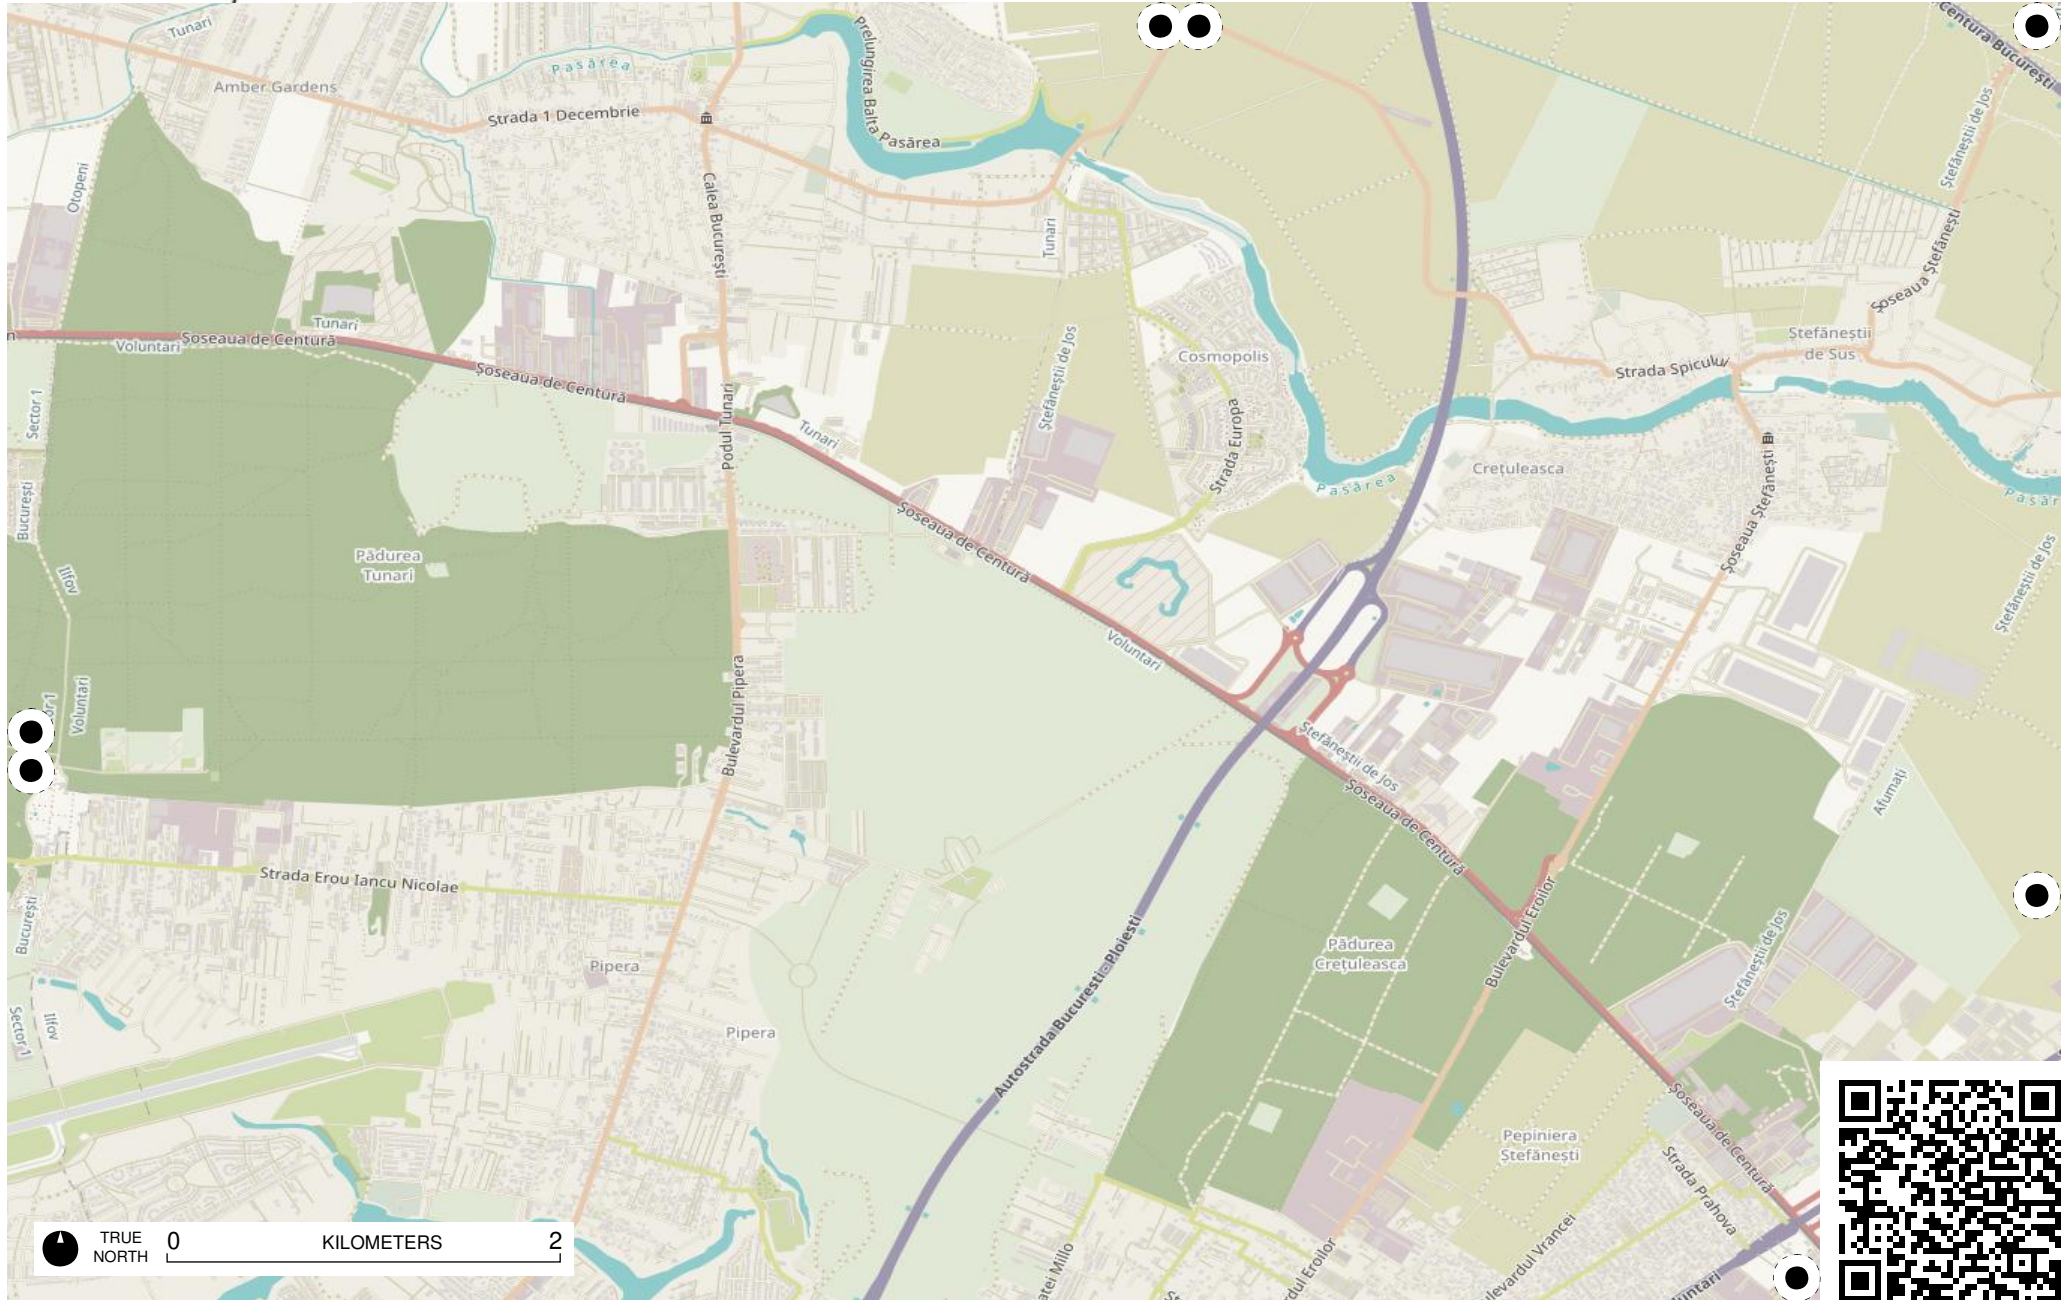 Tunari
Pasărea
Amber Gardens
Strada 1 Decembrie
Prelungirea Balta Pasărea
Centura București
Ștefăneștii de Jos
Otopeni
Calea București
Tunari
Șoseaua Ștefănești
Tunari
Voluntari
Șoseaua de Centură
Șoseaua de Centură
Ștefăneștii de Jos
Cosmopolis
Strada Spicului
Ștefăneștii
de Sus
Sector 1
Podul Tunari
Tunari
Strada Europa
Crețuleasca
Pasărea
Șoseaua Ștefănești
București
Șoseaua de Centură
Ștefăneștii de Jos
Ilfov
Pădurea
Tunari
Voluntari
Voluntari
Bulevardul Pipera
Ștefăneștii de Jos
Șoseaua de Centură
Afumați
Strada Erou Iancu Nicolae
București
Bulevardul Eroilor
Pădurea
Crețuleasca
Ștefăneștii de Jos
Pipera
Autostrada București-Ploiești
Sector 1
Ilfov
Pipera
Pepiniera
Ștefănești
Șoseaua de Centură
Strada Prahova
TRUE
NORTH
0 KILOMETERS 2